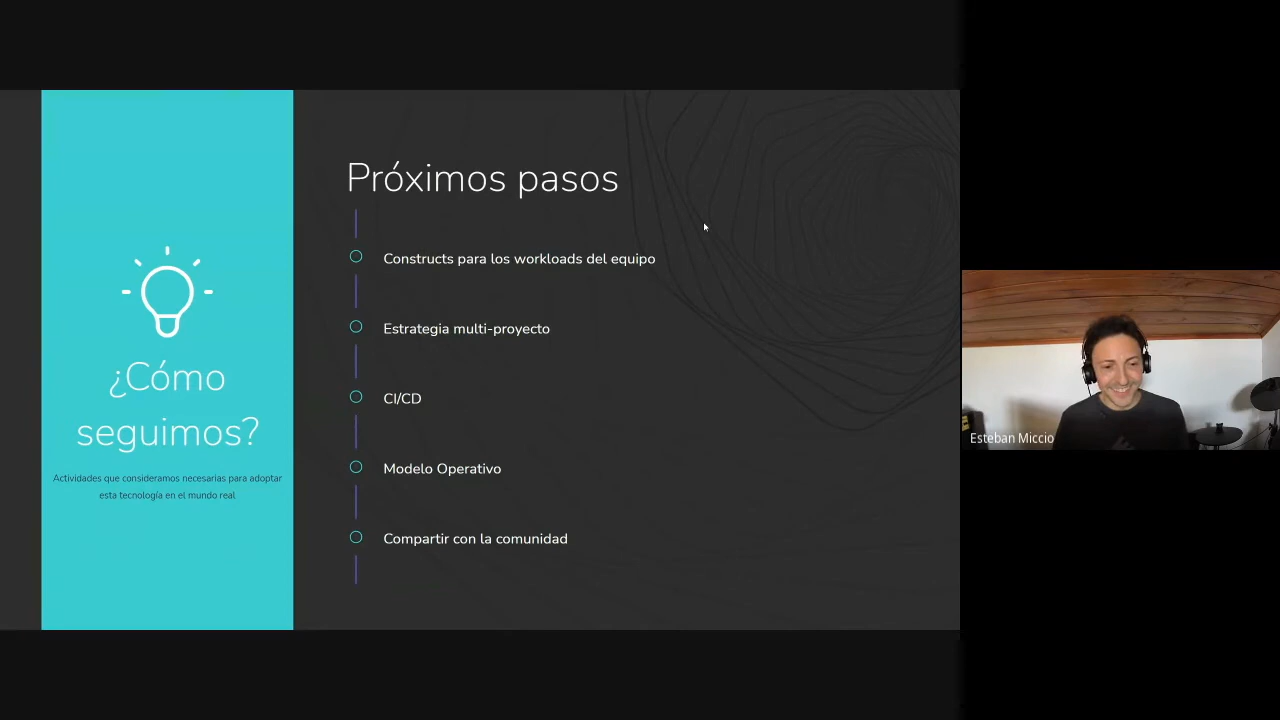 ¿Cómo
seguimos?
Actividades que consideramos necesarias para adoptar
esta tecnología en el mundo real
Próximos pasos
Constructs para los workloads del equipo
Estrategia multi-proyecto
CI/CD
Modelo Operativo
Compartir con la comunidad
Esteban Miccio